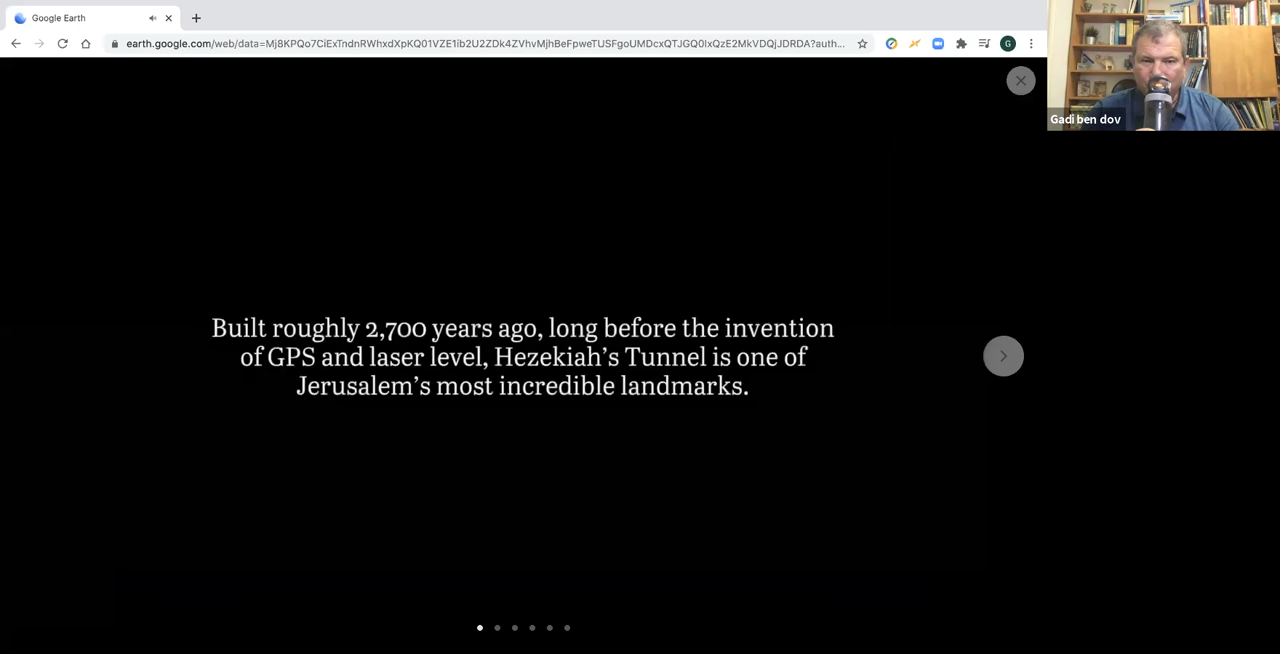 Google Earth
earth.google.com/web/data=Mj8KPQo7CiExTndnRWhxdXpKQ01VZE1ib2U2ZDk4ZVhvMjhBeFpweTUSFgoUMDcxQTJGQ0IxQzE2MkVDQjJDRDA?auth...
G
Gadi ben dov
Built roughly 2,700 years ago, long before the invention
of GPS and laser level, Hezekiah’s Tunnel is one of
Jerusalem’s most incredible landmarks.